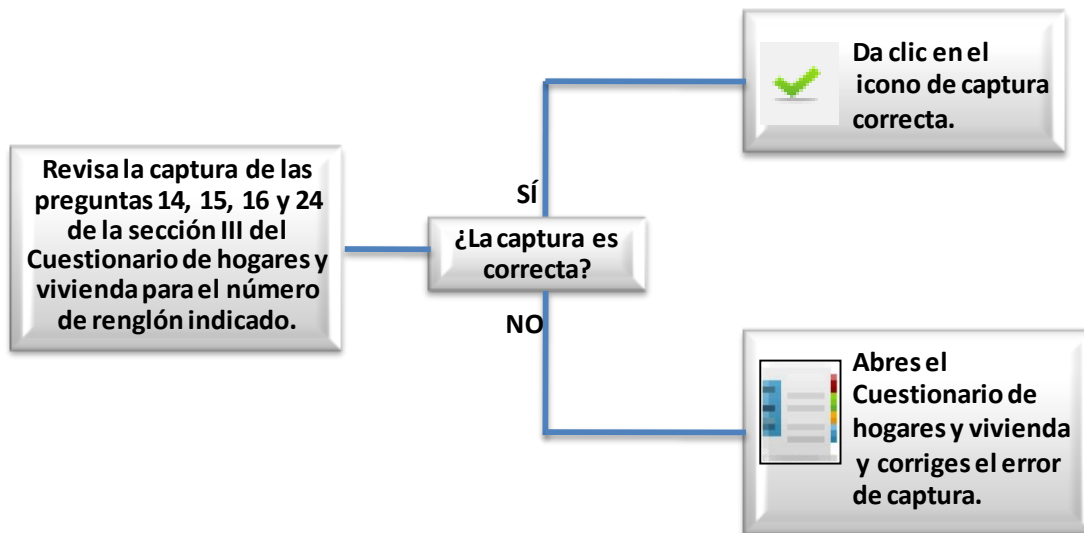 Revisa la captura de las
preguntas 14, 15, 16 y 24
de la sección III del
Cuestionario de hogares y
vivienda para el número
de renglón indicado.
SÍ
¿La captura es
correcta?
NO
Da clic en el
icono de captura
correcta.
Abres el
Cuestionario de
hogares y vivienda
y corriges el error
de captura.